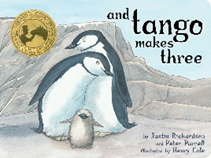 and
tango
makes
three
by Justin Richardson
and Peter Parnell
illustrated by Henry Cole